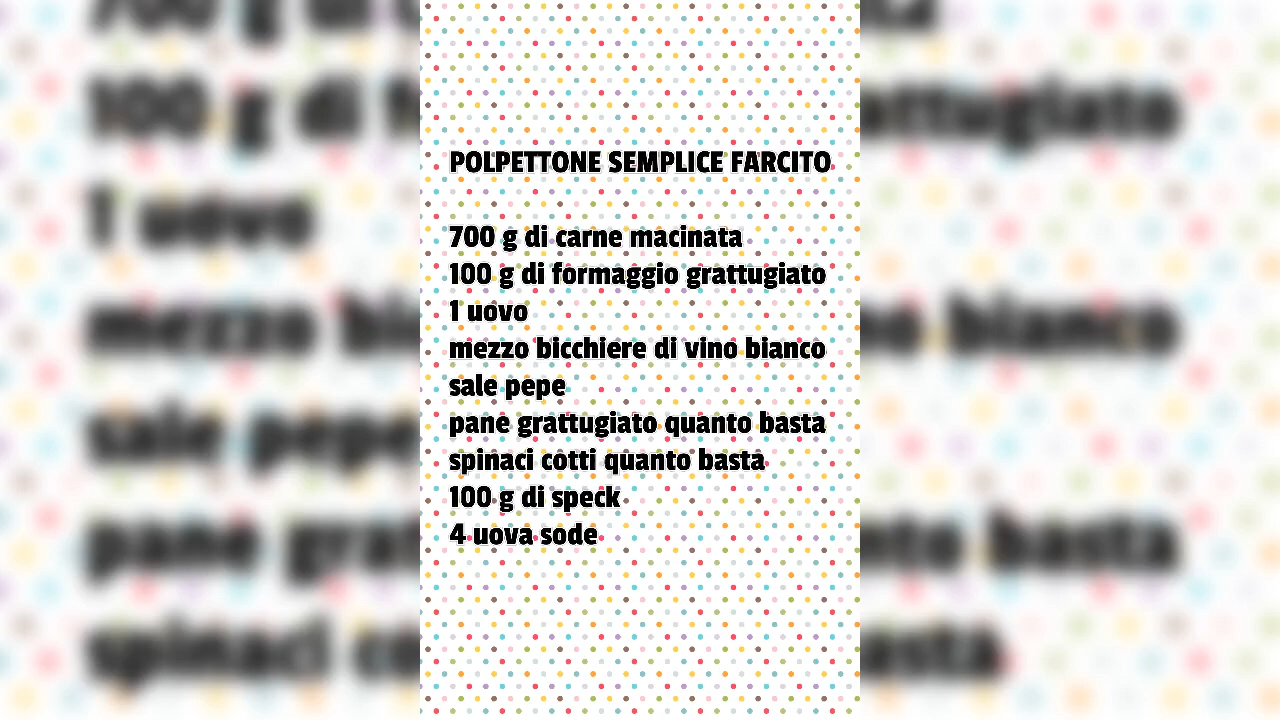 POLPETTONE SEMPLICE FARCITO
700 g di carne macinata
100 g di formaggio grattugiato
1 uovo
mezzo bicchiere di vino bianco
sale pepe
pane grattugiato quanto basta
spinaci cotti quanto basta
100 g di speck
4 uova sode